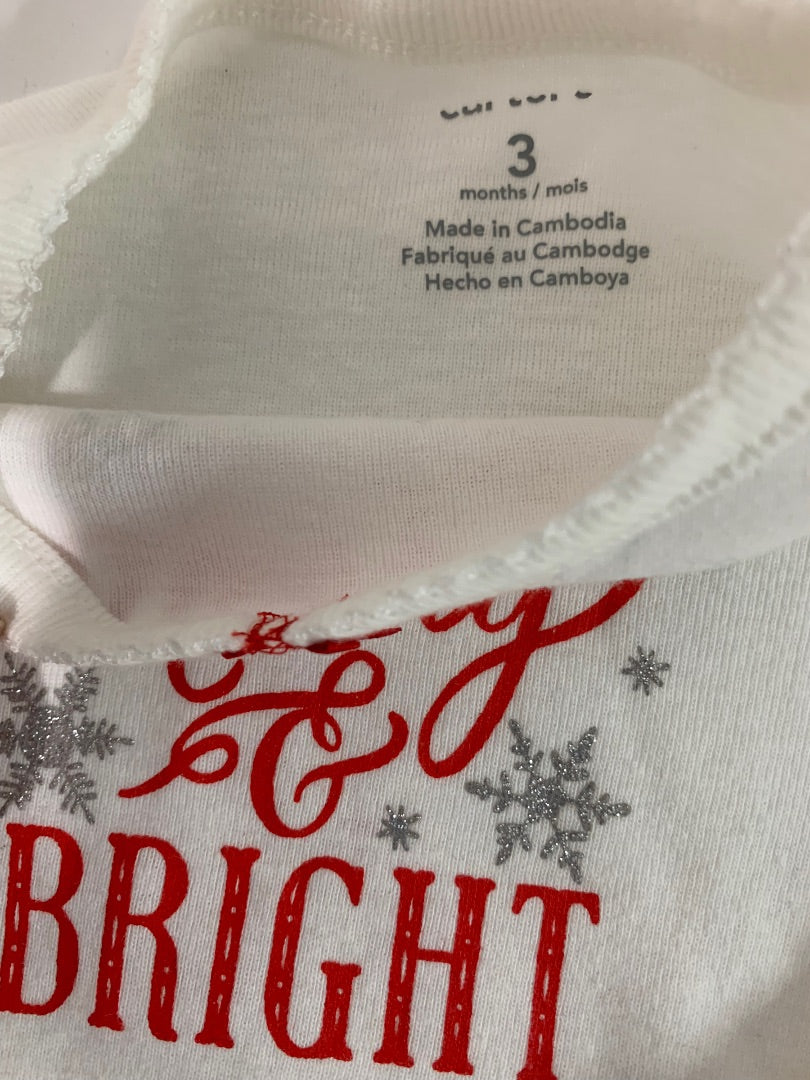 3
months / mois
Made in Cambodia
Fabriqué au Cambodge
Hecho en Camboya
&
BRIGHT